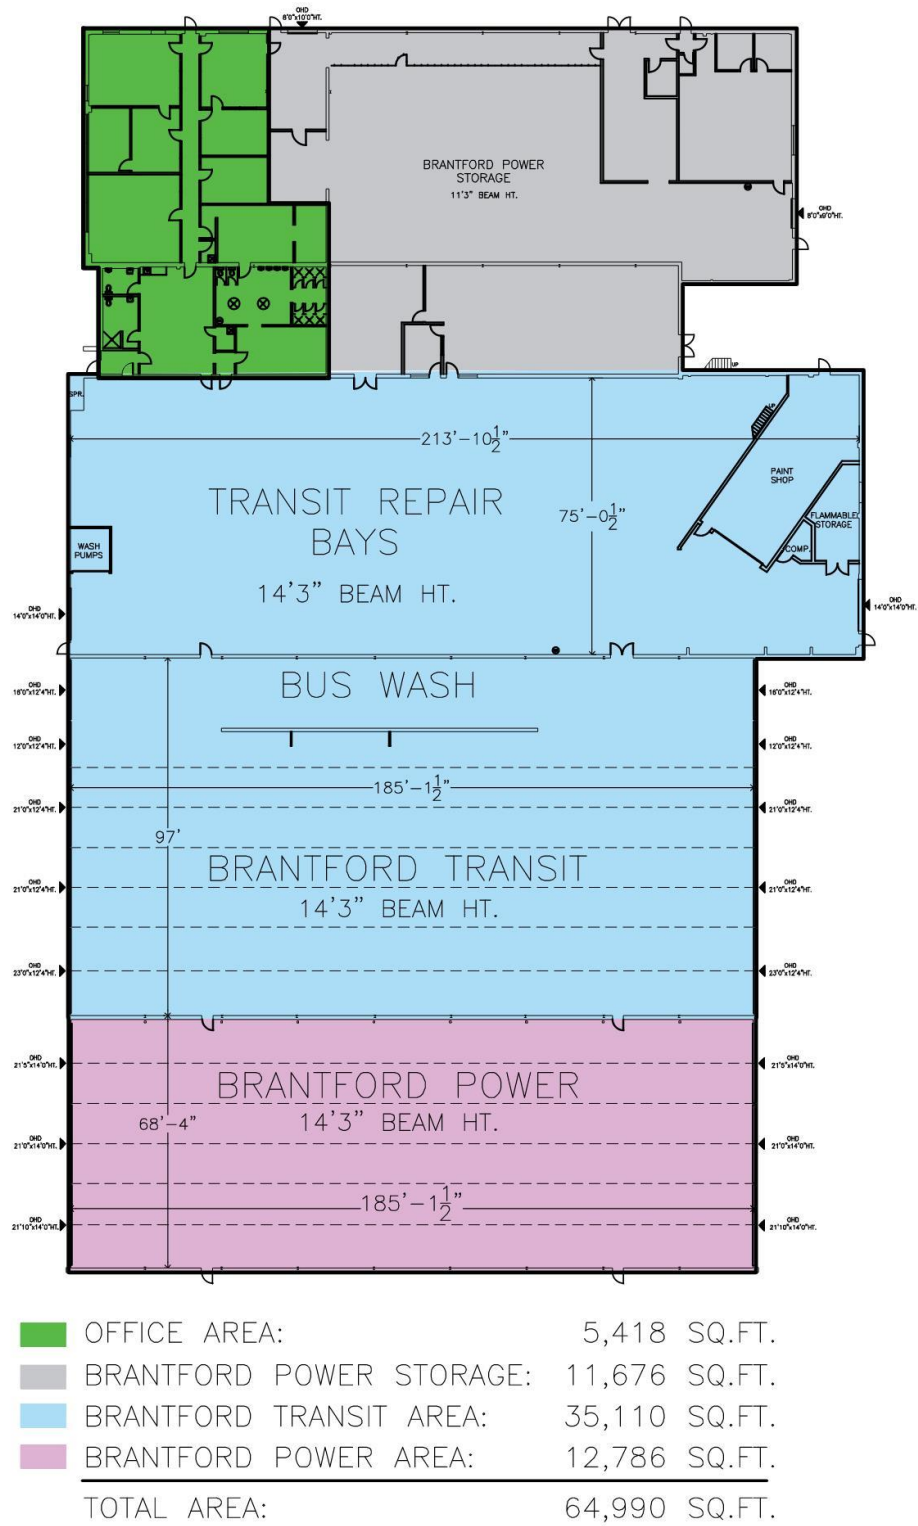 OHD
8'0"x10'0"HT.
BRANTFORD POWER
STORAGE
11'3" BEAM HT.
OHD
8'0"x9'0"HT.
UP
SPR.
213'-10 1/2"
UP
PAINT
SHOP
TRANSIT REPAIR
BAYS
75'-0 1/2"
FLAMMABLE
STORAGE
WASH
PUMPS
COMP.
14'3" BEAM HT.
OHD
14'0"x14'0"HT.
OHD
14'0"x14'0"HT.
BUS WASH
OHD
16'0"x12'4"HT.
OHD
16'0"x12'4"HT.
OHD
12'0"x12'4"HT.
OHD
12'0"x12'4"HT.
185'-1 1/2"
OHD
21'0"x12'4"HT.
OHD
21'0"x12'4"HT.
97'
BRANTFORD TRANSIT
14'3" BEAM HT.
OHD
21'0"x12'4"HT.
OHD
21'0"x12'4"HT.
OHD
23'0"x12'4"HT.
OHD
23'0"x12'4"HT.
OHD
21'5"x14'0"HT.
OHD
21'5"x14'0"HT.
BRANTFORD POWER
14'3" BEAM HT.
68'-4"
OHD
21'0"x14'0"HT.
OHD
21'0"x14'0"HT.
185'-1 1/2"
OHD
21'10"x14'0"HT.
OHD
21'10"x14'0"HT.
OFFICE AREA: 5,418 SQ.FT.
BRANTFORD POWER STORAGE: 11,676 SQ.FT.
BRANTFORD TRANSIT AREA: 35,110 SQ.FT.
BRANTFORD POWER AREA: 12,786 SQ.FT.
TOTAL AREA: 64,990 SQ.FT.